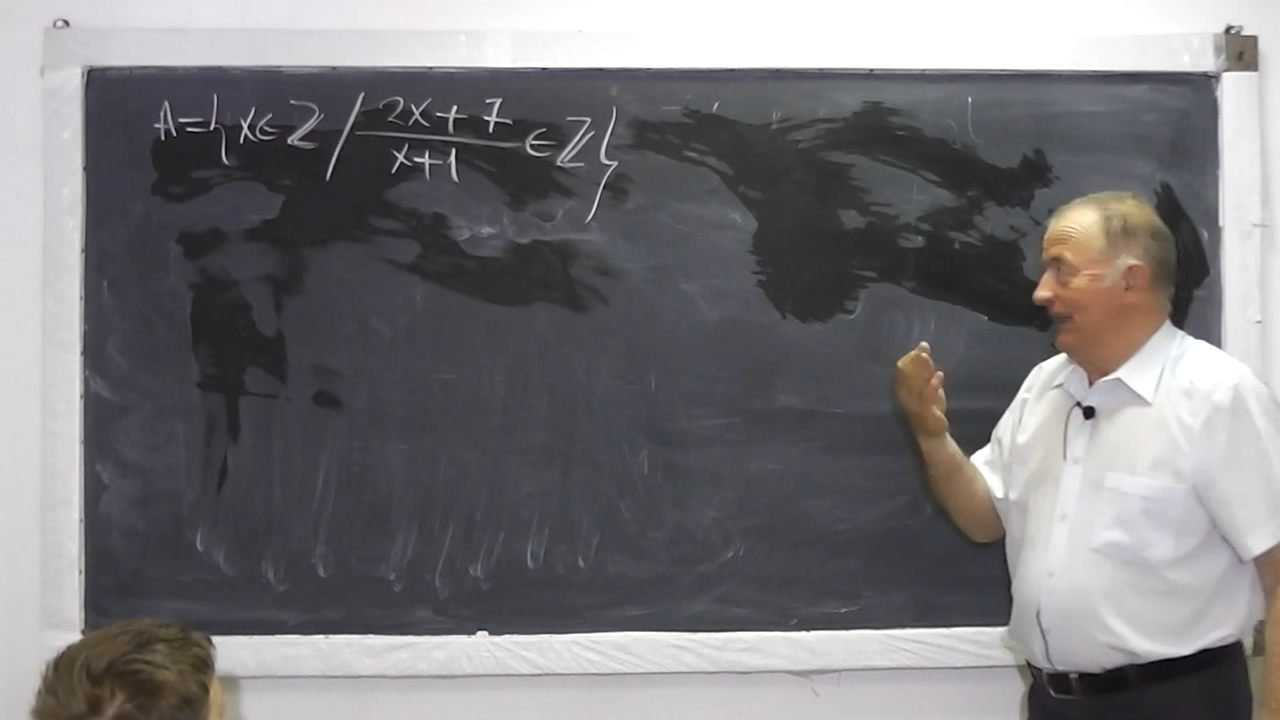 A={x∈ℤ / (2x+7)/(x+1) ∈ℤ}